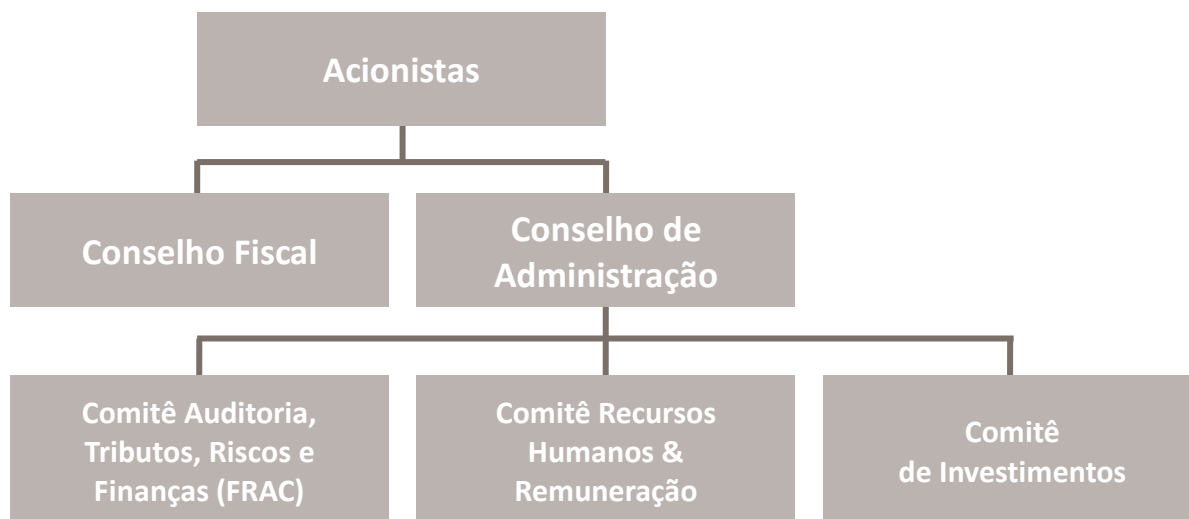 Acionistas
Conselho Fiscal
Conselho de
Administração
Comitê Auditoria,
Tributos, Riscos e
Finanças (FRAC)
Comitê Recursos
Humanos &
Remuneração
Comitê
de Investimentos